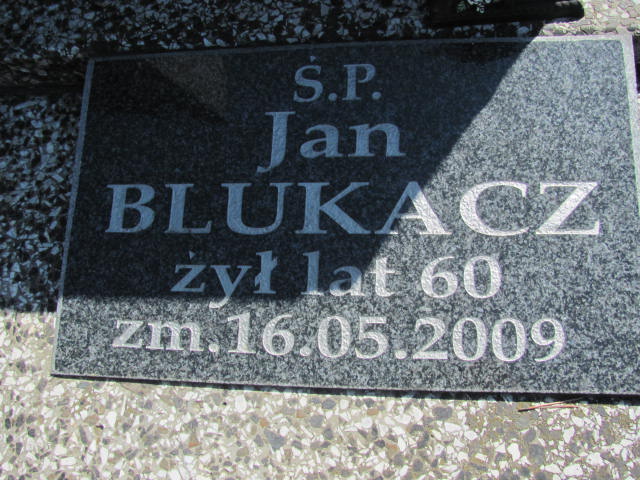 Ś.P.
Jan
BLUKACZ
żył lat 60
zm.16.05.2009